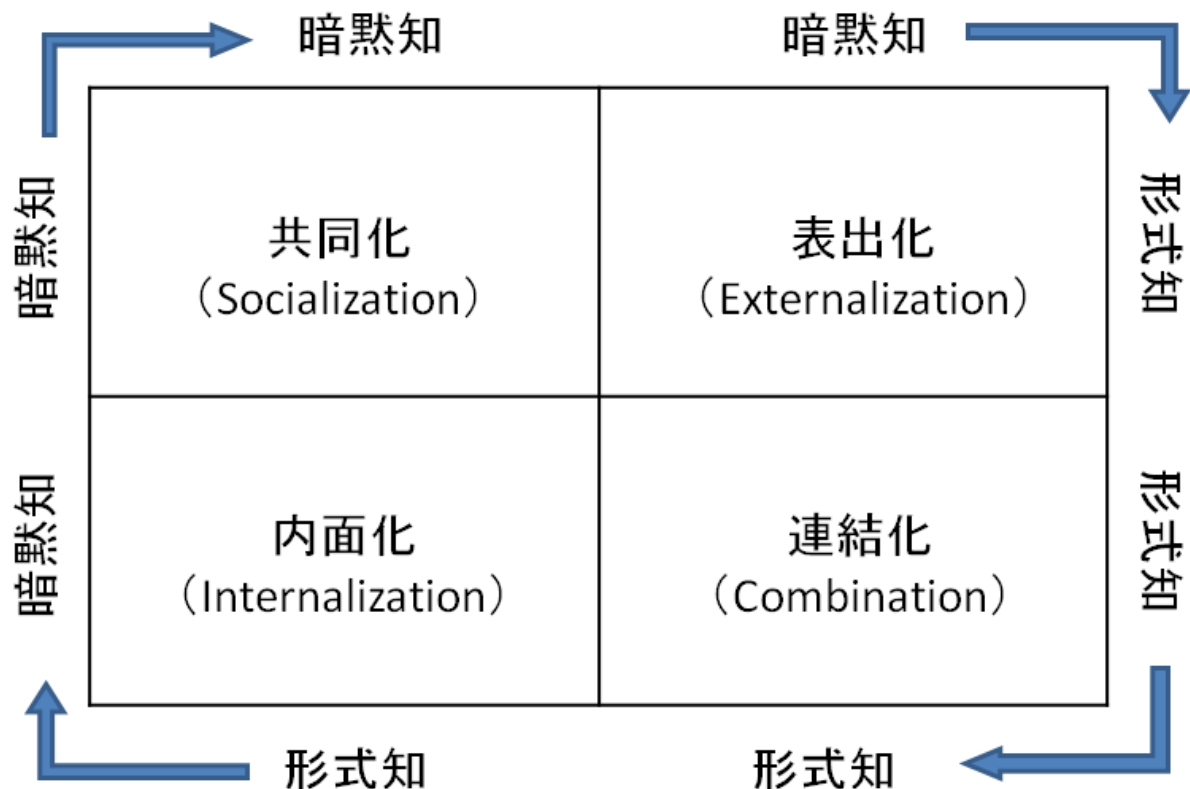 暗黙知
暗黙知
暗黙知
共同化
（Socialization）
表出化
（Externalization）
形式知
暗黙知
内面化
（Internalization）
連結化
（Combination）
形式知
形式知
形式知